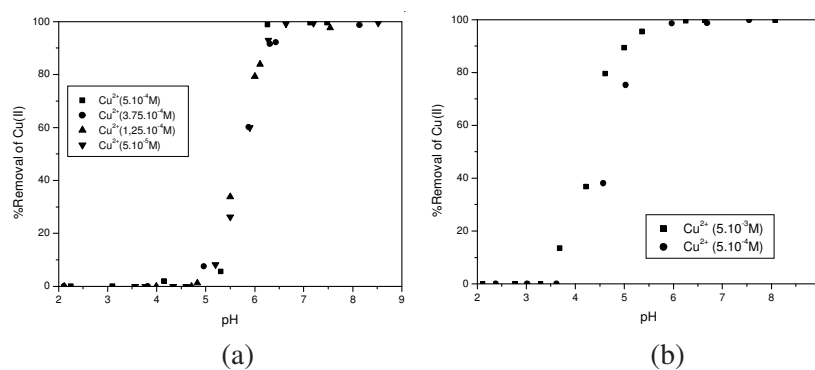 100
80
60
40
20
0
%Removal of Cu(II)
Cu²⁺(5.10⁻⁴M)
Cu²⁺(3.75.10⁻⁴M)
Cu²⁺(1,25.10⁻⁴M)
Cu²⁺(5.10⁻⁵M)
2 3 4 5 6 7 8 9
pH
(a)
100
80
60
40
20
0
%Removal of Cu(II)
Cu²⁺ (5.10⁻³M)
Cu²⁺ (5.10⁻⁴M)
2 3 4 5 6 7 8
pH
(b)